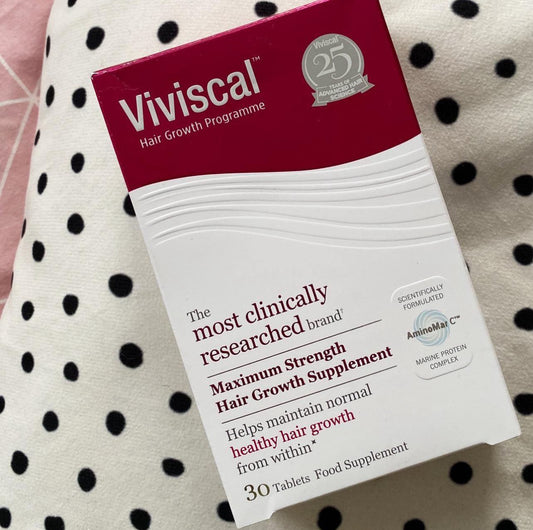 Viviscal™
Hair Growth Programme
Viviscal
25
YEARS OF
ADVANCED HAIR
SCIENCE
The
most clinically
researched brand†
Maximum Strength
Hair Growth Supplement
Helps maintain normal
healthy hair growth
from within*
30 Tablets Food Supplement
SCIENTIFICALLY
FORMULATED
AminoMar C™
MARINE PROTEIN
COMPLEX